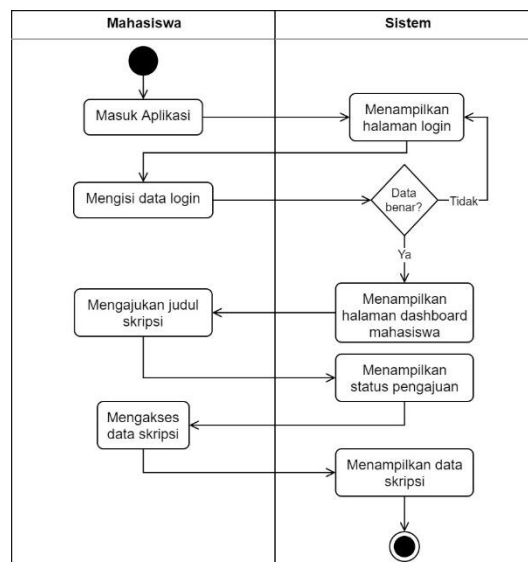 Mahasiswa
Sistem
Masuk Aplikasi
Menampilkan
halaman login
Mengisi data login
Data
benar?
Tidak
Ya
Menampilkan
halaman dashboard
mahasiswa
Mengajukan judul
skripsi
Menampilkan
status pengajuan
Mengakses
data skripsi
Menampilkan data
skripsi